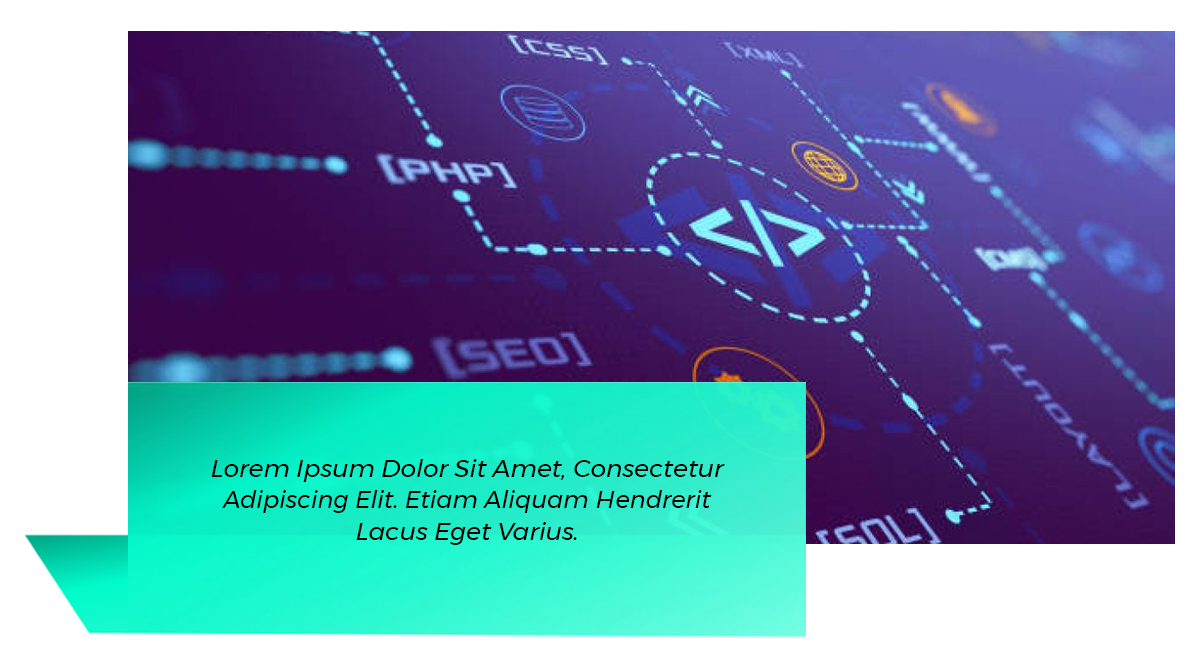 [CSS]
[XML]
[PHP]
</>
[CMS]
[SEO]
[LAYOUT]
[SQL]
Lorem Ipsum Dolor Sit Amet, Consectetur
Adipiscing Elit. Etiam Aliquam Hendrerit
Lacus Eget Varius.